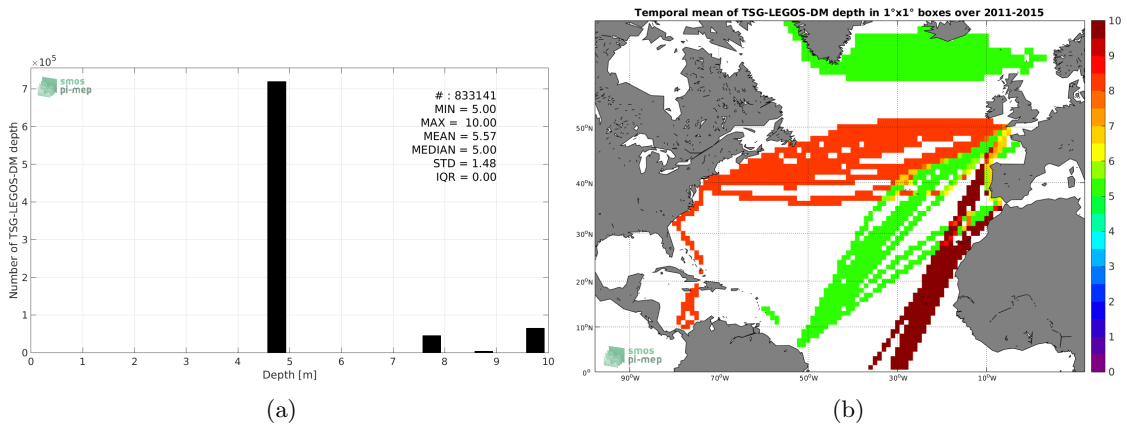 ×10⁵
smos
pi-mep
# : 833141
MIN = 5.00
MAX = 10.00
MEAN = 5.57
MEDIAN = 5.00
STD = 1.48
IQR = 0.00
Number of TSG-LEGOS-DM depth
7
6
5
4
3
2
1
0
0 1 2 3 4 5 6 7 8 9 10
Depth [m]
(a)
Temporal mean of TSG-LEGOS-DM depth in 1°x1° boxes over 2011-2015
50°N
40°N
30°N
20°N
10°N
0°
90°W 70°W 50°W 30°W 10°W
smos
pi-mep
10
9
8
7
6
5
4
3
2
1
0
(b)